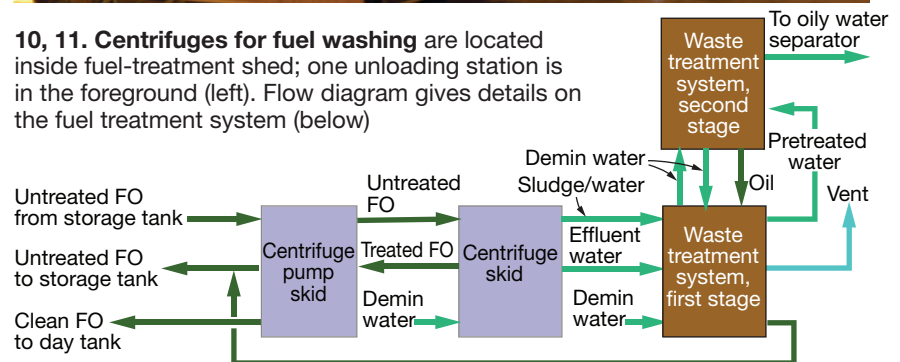 10, 11. Centrifuges for fuel washing are located
inside fuel-treatment shed; one unloading station is
in the foreground (left). Flow diagram gives details on
the fuel treatment system (below)
To oily water
separator
Waste
treatment
system,
second
stage
Pretreated
water
Demin water
Sludge/water
Oil
Vent
Untreated FO
from storage tank
Untreated
FO
Untreated FO
to storage tank
Centrifuge
pump
skid
Treated FO
Centrifuge
skid
Effluent
water
Waste
treatment
system,
first stage
Clean FO
to day tank
Demin
water
Demin
water